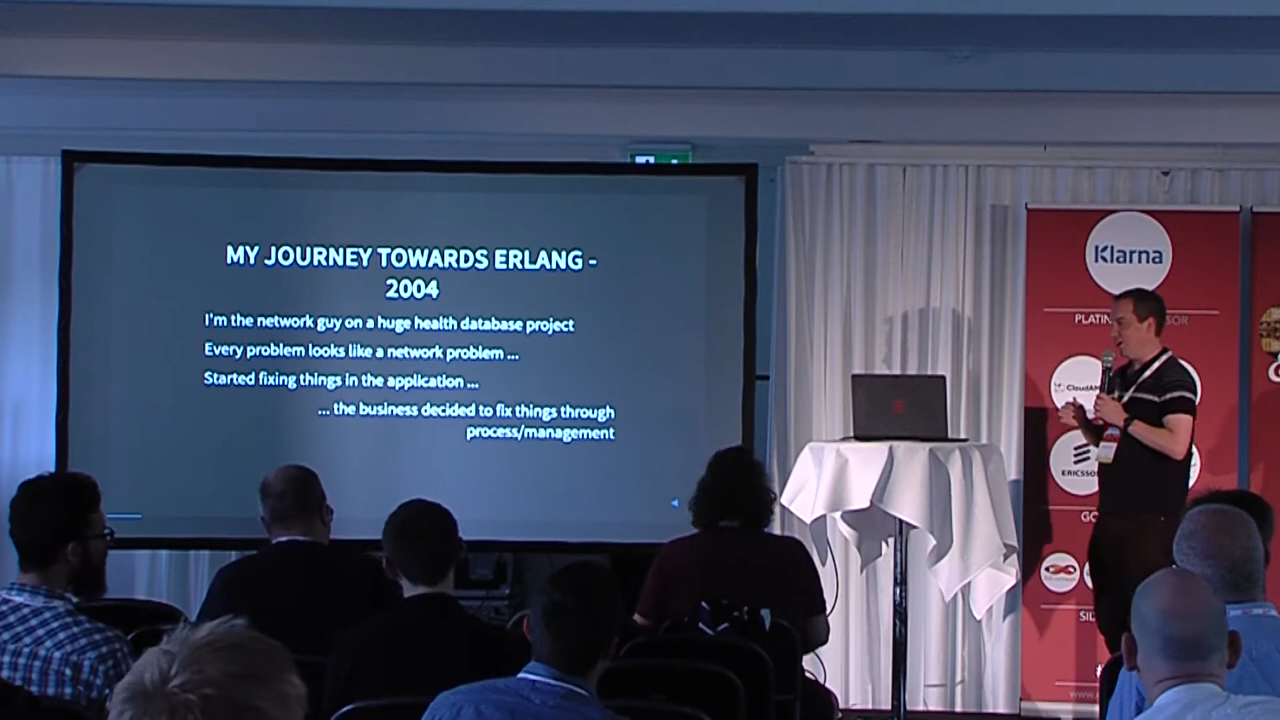 MY JOURNEY TOWARDS ERLANG -
2004
I'm the network guy on a huge health database project
Every problem looks like a network problem ...
Started fixing things in the application ...
... the business decided to fix things through
process/management
Klarna
ERICSSON